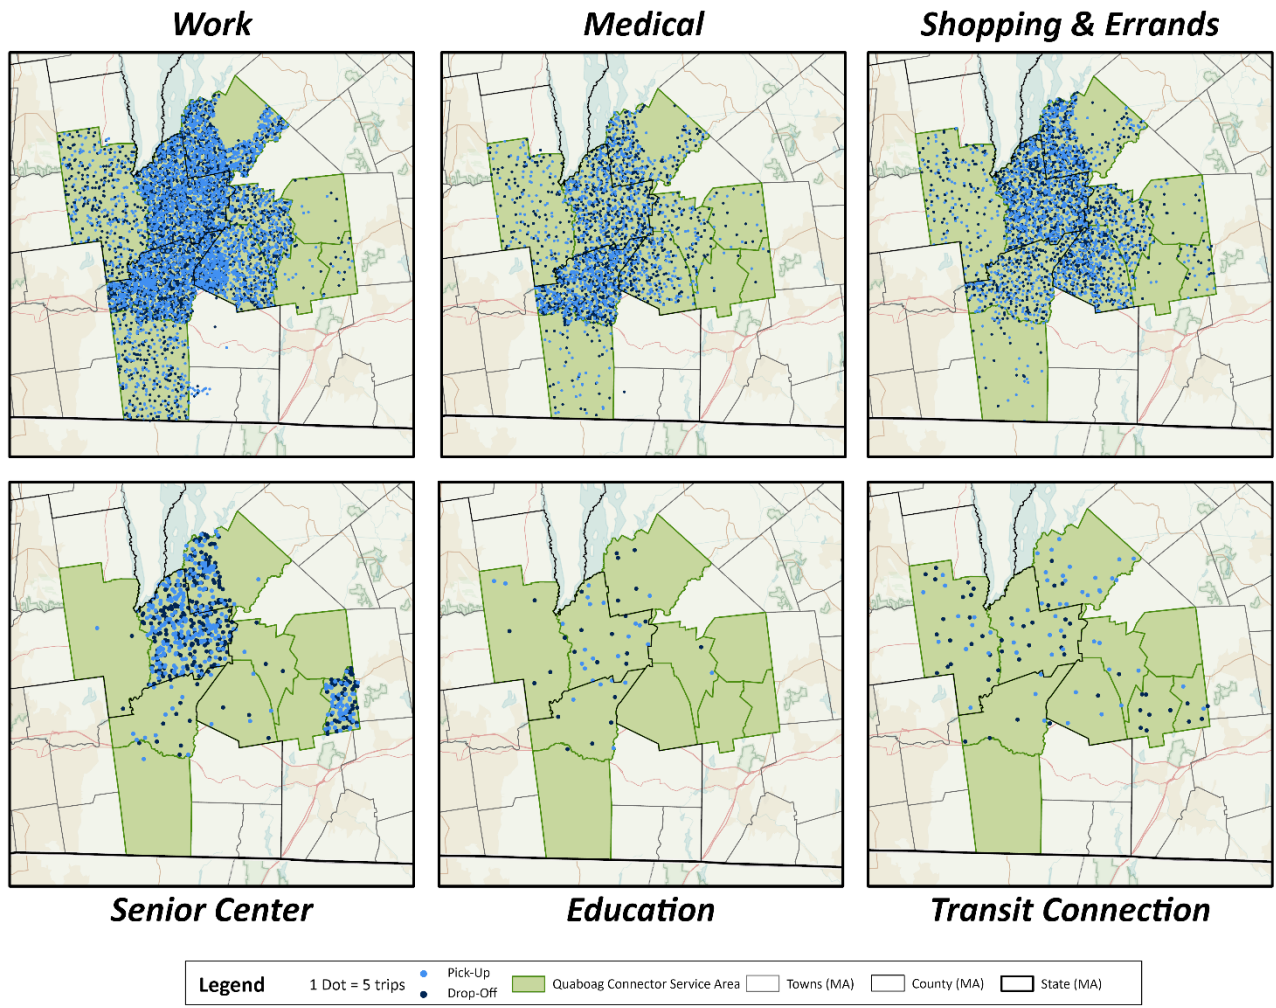 Work
Medical
Shopping & Errands
Senior Center
Education
Transit Connection
Legend
1 Dot = 5 trips
Pick-Up
Drop-Off
Quaboag Connector Service Area
Towns (MA)
County (MA)
State (MA)